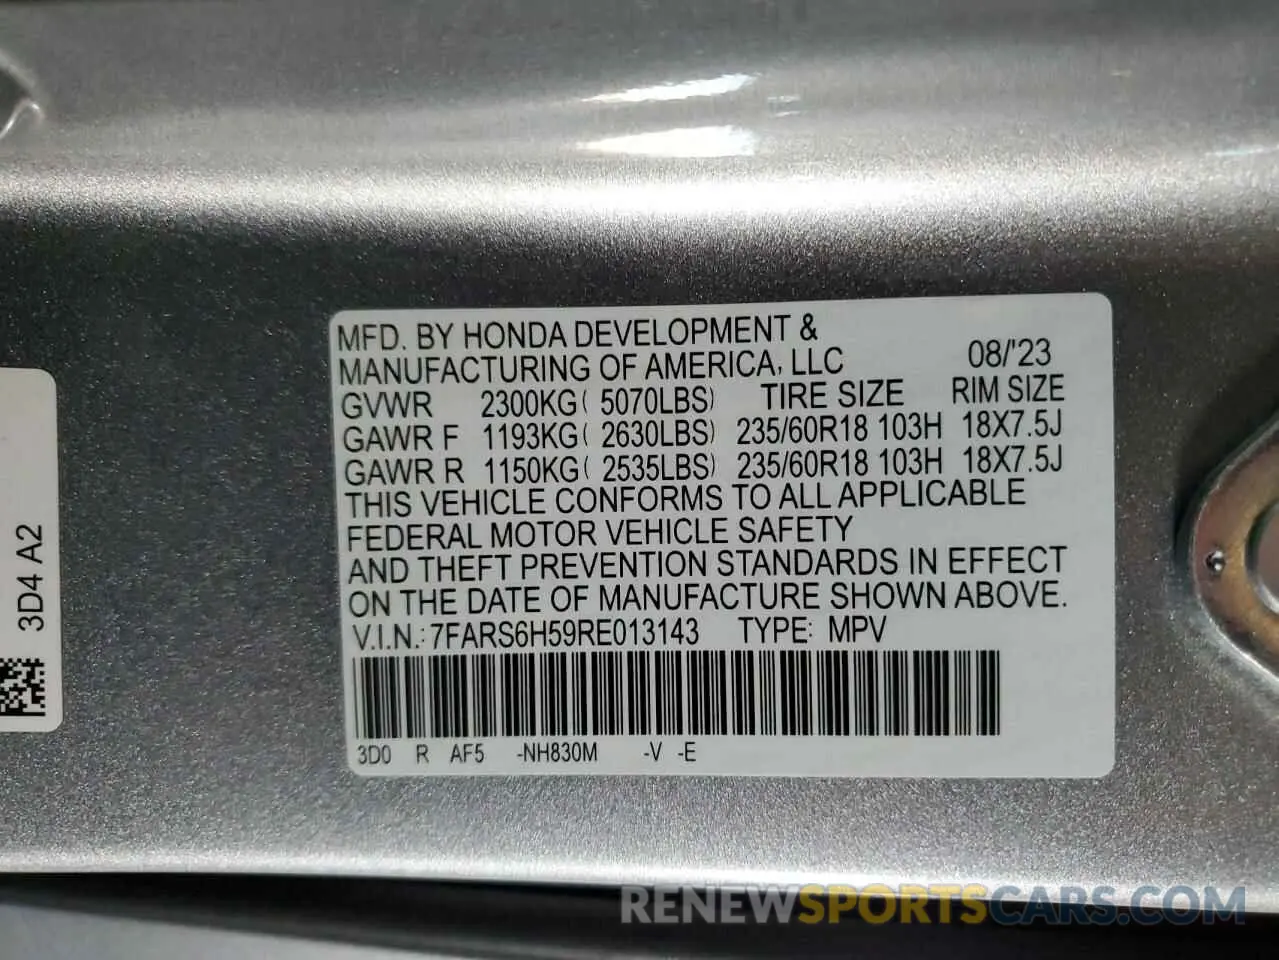 MFD. BY HONDA DEVELOPMENT &
MANUFACTURING OF AMERICA, LLC 08/'23
GVWR 2300KG( 5070LBS) TIRE SIZE RIM SIZE
GAWR F 1193KG( 2630LBS) 235/60R18 103H 18X7.5J
GAWR R 1150KG( 2535LBS) 235/60R18 103H 18X7.5J
THIS VEHICLE CONFORMS TO ALL APPLICABLE
FEDERAL MOTOR VEHICLE SAFETY
AND THEFT PREVENTION STANDARDS IN EFFECT
ON THE DATE OF MANUFACTURE SHOWN ABOVE.
V.I.N.: 7FARS6H59RE013143 TYPE: MPV
3D0 R AF5 -NH830M -V -E
3D4 A2
RENEWSPORTSCARS.COM